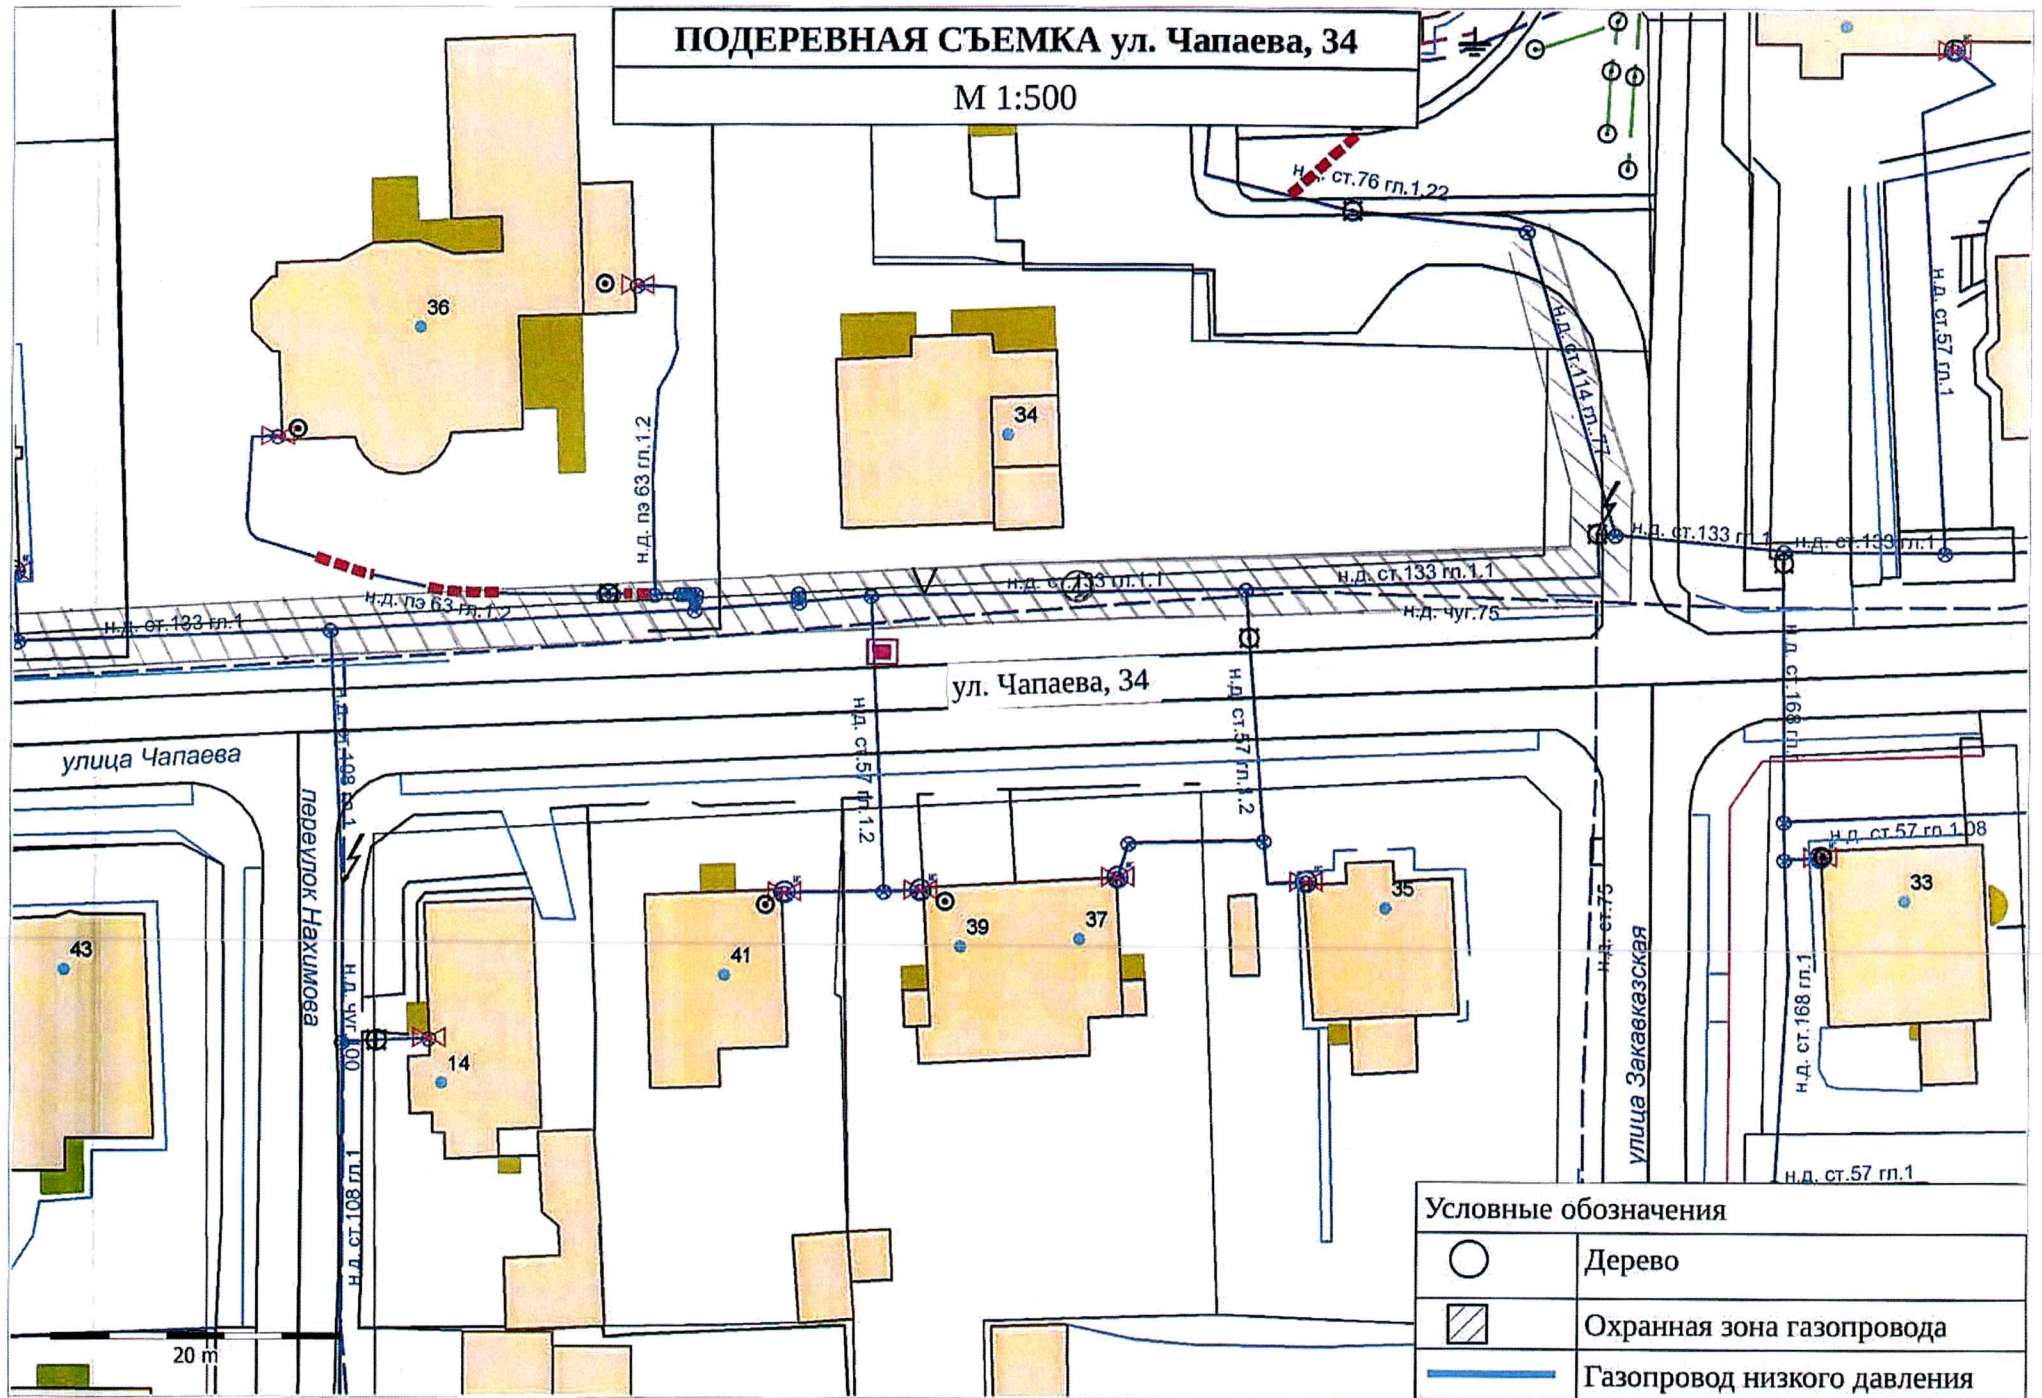 ПОДЕРЕВНАЯ СЪЕМКА ул. Чапаева, 34
М 1:500
ст.76 гл.1.22
36
34
н.д. ст.114 гл.
н.д. ст.57 гл.1
н.д. пэ 63 гл.1.2
н.д. ст.133 гл.1
н.д. ст.133 гл.1
н.д. ст.133 гл.1.1
н.д. ст.133 гл.1.1
н.д. пэ 63 гл.1.2
н.д. ст.133 гл.1
н.д. чуг.75
ул. Чапаева, 34
улица Чапаева
н.д. ст.108 гл.1
н.д. ст.57 гл.1.2
н.д. ст.57 гл.1.2
н.д. ст.168 гл.1
переулок Нахимова
н.д. ст.57 гл.1.08
43
41
39
37
35
33
н.д. ст.75
улица Закавказская
н.д. чуг.100
14
н.д. ст.168 гл.1
н.д. ст.108 гл.1
н.д. ст.57 гл.1
20 m
Условные обозначения
Дерево
Охранная зона газопровода
Газопровод низкого давления